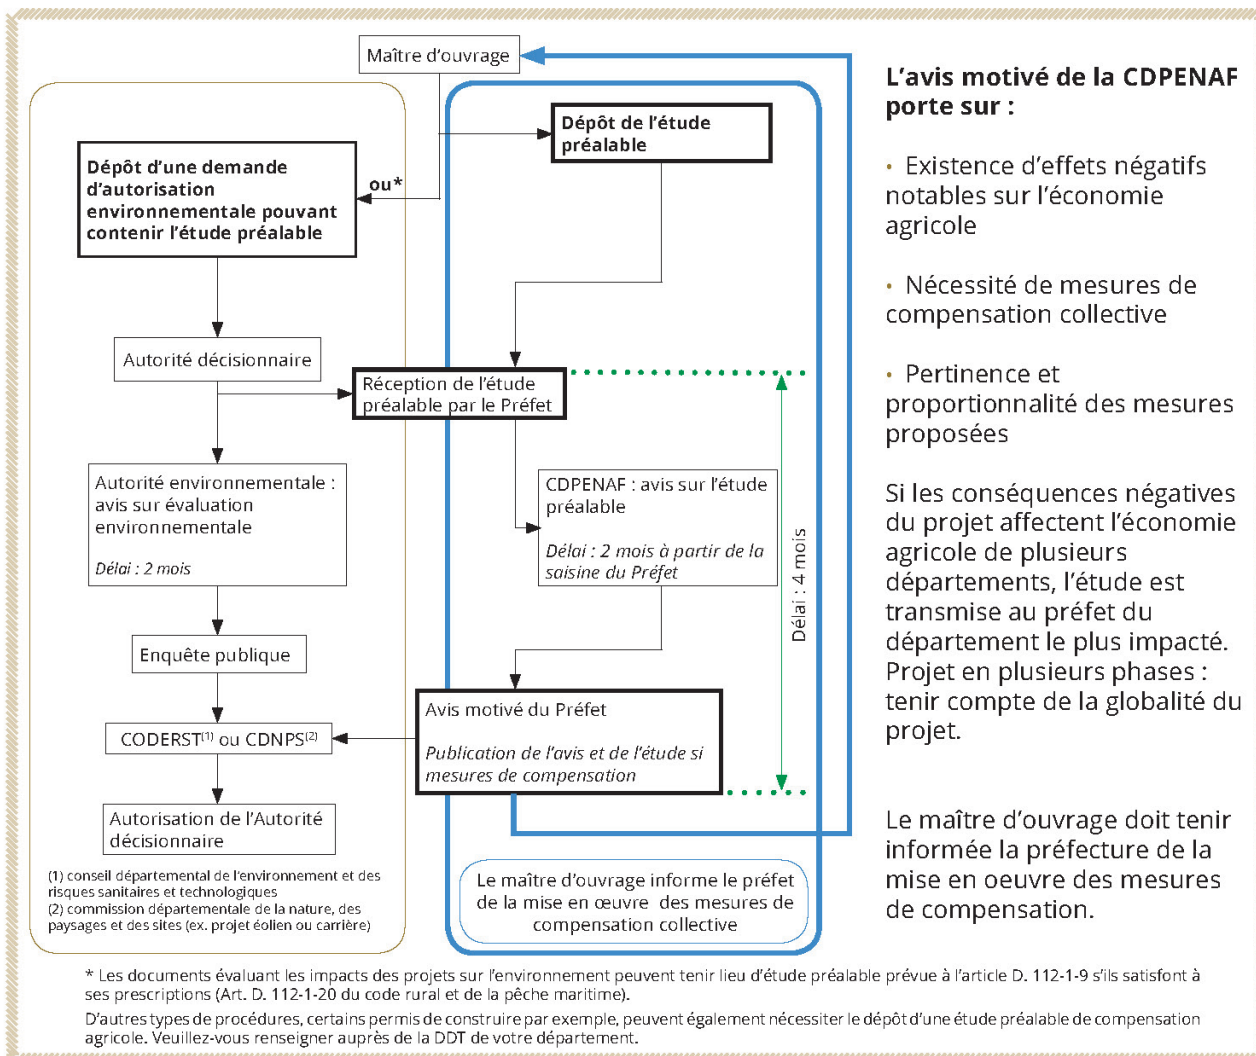 Maître d'ouvrage
Dépôt de l'étude
préalable
Dépôt d'une demande
d'autorisation
environnementale pouvant
contenir l'étude préalable
ou*
Autorité décisionnaire
Réception de l'étude
préalable par le Préfet
Autorité environnementale :
avis sur évaluation
environnementale
Délai : 2 mois
CDPENAF : avis sur l'étude
préalable
Délai : 2 mois à partir de la
saisine du Préfet
Délai : 4 mois
Enquête publique
Avis motivé du Préfet
Publication de l'avis et de l'étude si
mesures de compensation
CODERST(1) ou CDNPS(2)
Autorisation de l'Autorité
décisionnaire
(1) conseil départemental de l'environnement et des
risques sanitaires et technologiques
(2) commission départementale de la nature, des
paysages et des sites (ex. projet éolien ou carrière)
Le maître d'ouvrage informe le préfet
de la mise en œuvre des mesures de
compensation collective
L'avis motivé de la CDPENAF
porte sur :
• Existence d'effets négatifs
notables sur l'économie
agricole
• Nécessité de mesures de
compensation collective
• Pertinence et
proportionnalité des mesures
proposées
Si les conséquences négatives
du projet affectent l'économie
agricole de plusieurs
départements, l'étude est
transmise au préfet du
département le plus impacté.
Projet en plusieurs phases :
tenir compte de la globalité du
projet.
Le maître d'ouvrage doit tenir
informée la préfecture de la
mise en oeuvre des mesures
de compensation.
* Les documents évaluant les impacts des projets sur l'environnement peuvent tenir lieu d'étude préalable prévue à l'article D. 112-1-9 s'ils satisfont à
ses prescriptions (Art. D. 112-1-20 du code rural et de la pêche maritime).
D'autres types de procédures, certains permis de construire par exemple, peuvent également nécessiter le dépôt d'une étude préalable de compensation
agricole. Veuillez-vous renseigner auprès de la DDT de votre département.